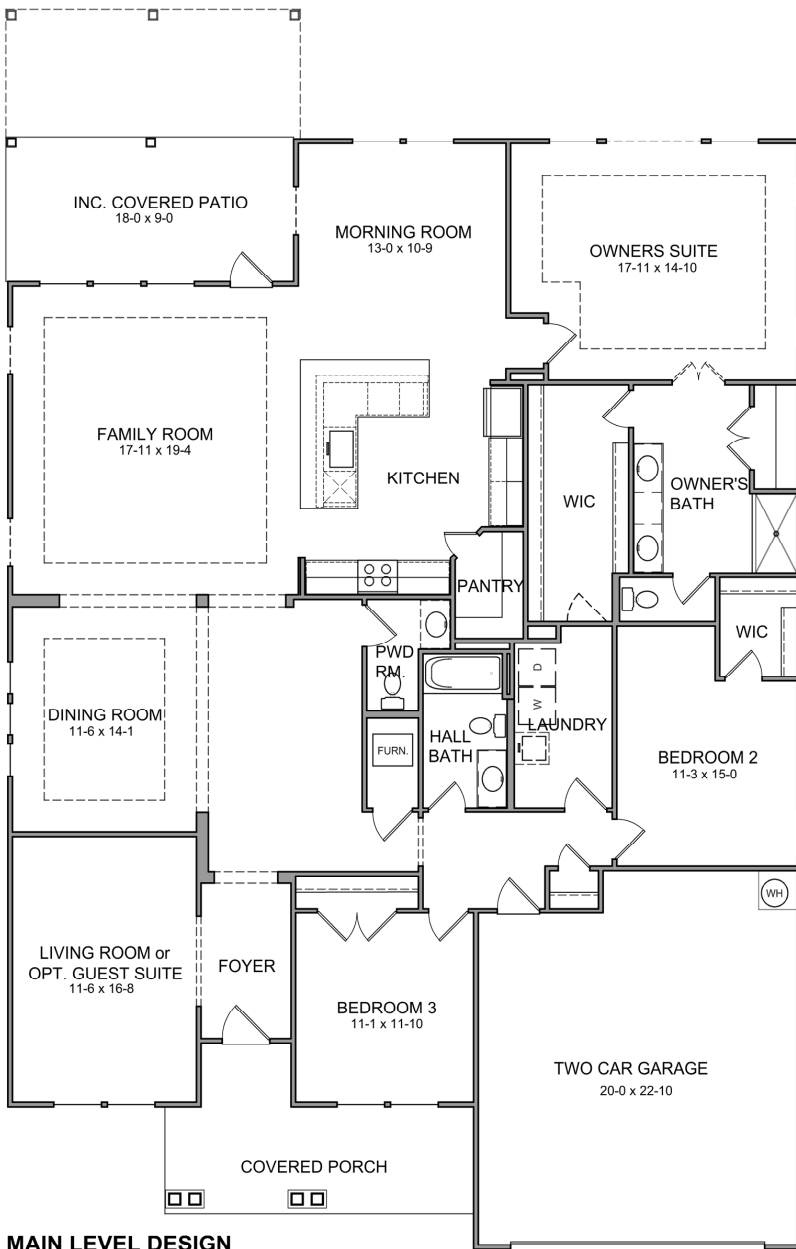 INC. COVERED PATIO
18-0 x 9-0
MORNING ROOM
13-0 x 10-9
OWNERS SUITE
17-11 x 14-10
FAMILY ROOM
17-11 x 19-4
KITCHEN
WIC
OWNER'S
BATH
PANTRY
WIC
PWD
RM.
D
W
LAUNDRY
DINING ROOM
11-6 x 14-1
FURN.
HALL
BATH
BEDROOM 2
11-3 x 15-0
WH
LIVING ROOM or
OPT. GUEST SUITE
11-6 x 16-8
FOYER
BEDROOM 3
11-1 x 11-10
TWO CAR GARAGE
20-0 x 22-10
COVERED PORCH
MAIN LEVEL DESIGN